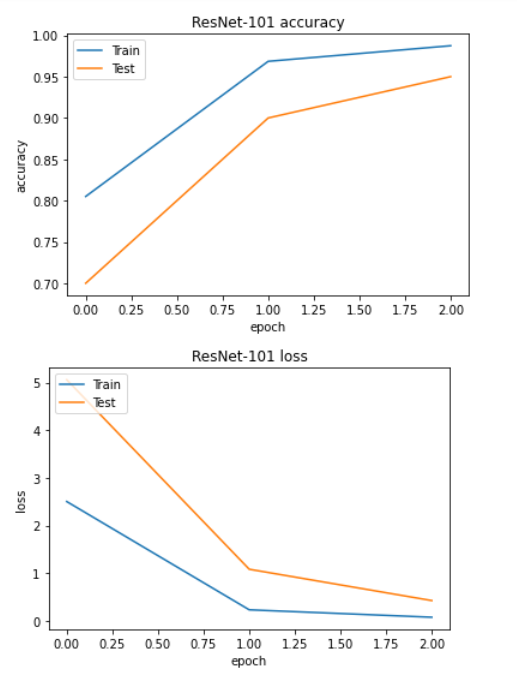 ResNet-101 accuracy
1.00
0.95
0.90
0.85
0.80
0.75
0.70
accuracy
Train
Test
0.00 0.25 0.50 0.75 1.00 1.25 1.50 1.75 2.00
epoch
ResNet-101 loss
5
4
3
2
1
0
loss
Train
Test
0.00 0.25 0.50 0.75 1.00 1.25 1.50 1.75 2.00
epoch